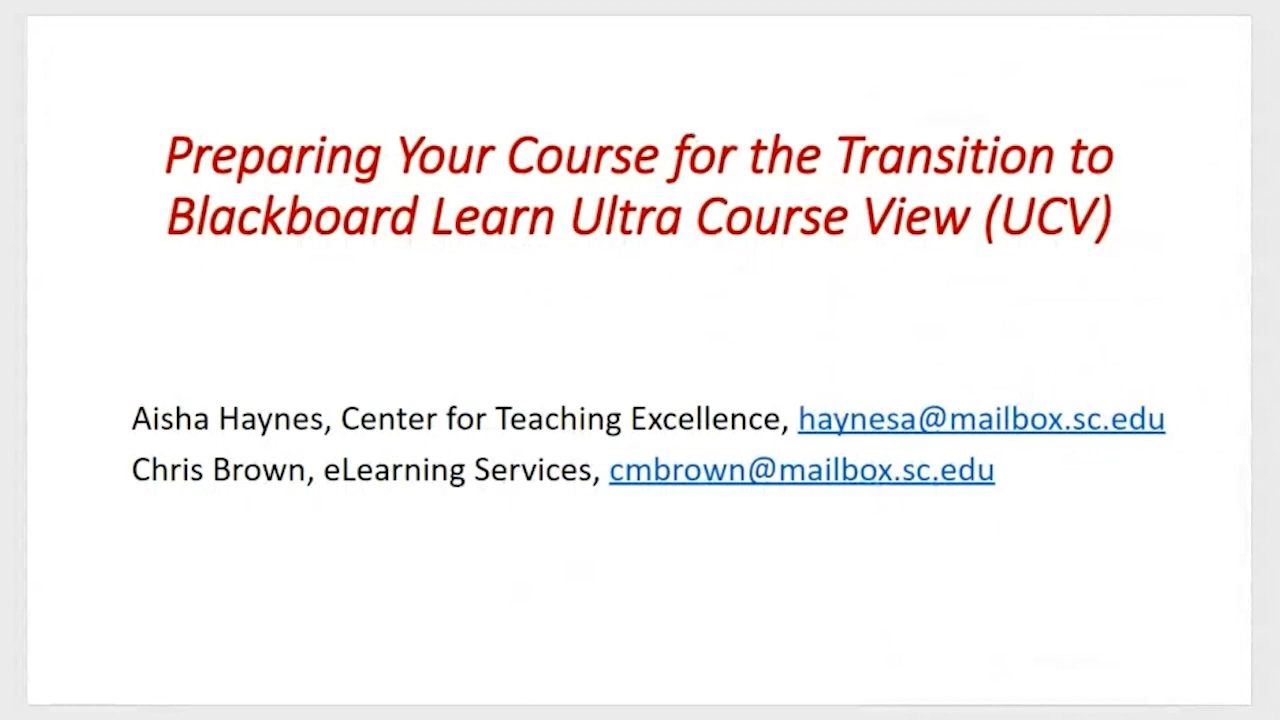 Preparing Your Course for the Transition to
Blackboard Learn Ultra Course View (UCV)
Aisha Haynes, Center for Teaching Excellence, haynesa@mailbox.sc.edu
Chris Brown, eLearning Services, cmbrown@mailbox.sc.edu